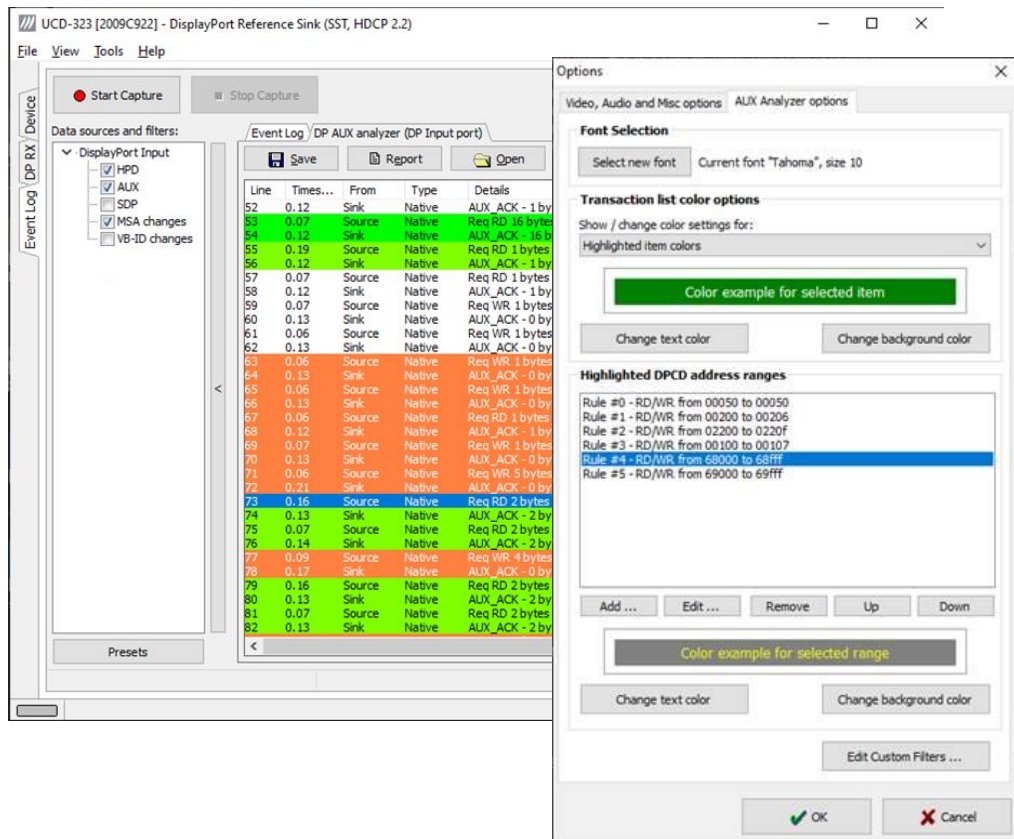 UCD-323 [2009C922] - DisplayPort Reference Sink (SST, HDCP 2.2)
File View Tools Help
Device
DP RX
Event Log
Start Capture
Stop Capture
Data sources and filters:
DisplayPort Input
HPD
AUX
SDP
MSA changes
VB-ID changes
Presets
<
Event Log DP AUX analyzer (DP Input port)
Save Report Open
Line Times... From Type Details
52 0.12 Sink Native AUX_ACK - 1 by
53 0.07 Source Native Req RD 16 bytes
54 0.12 Sink Native AUX_ACK - 16 b
55 0.19 Source Native Req RD 1 bytes
56 0.12 Sink Native AUX_ACK - 1 by
57 0.07 Source Native Req RD 1 bytes
58 0.12 Sink Native AUX_ACK - 1 by
59 0.07 Source Native Req WR 1 bytes
60 0.13 Sink Native AUX_ACK - 0 by
61 0.06 Source Native Req WR 1 bytes
62 0.13 Sink Native AUX_ACK - 0 by
63 0.06 Source Native Req WR 1 bytes
64 0.13 Sink Native AUX_ACK - 0 by
65 0.06 Source Native Req WR 1 bytes
66 0.13 Sink Native AUX_ACK - 0 by
67 0.06 Source Native Req RD 1 bytes
68 0.12 Sink Native AUX_ACK - 1 by
69 0.07 Source Native Req WR 1 bytes
70 0.13 Sink Native AUX_ACK - 0 by
71 0.06 Source Native Req WR 5 bytes
72 0.21 Sink Native AUX_ACK - 0 by
73 0.16 Source Native Req RD 2 bytes
74 0.13 Sink Native AUX_ACK - 2 by
75 0.07 Source Native Req RD 2 bytes
76 0.14 Sink Native AUX_ACK - 2 by
77 0.09 Source Native Req WR 4 bytes
78 0.17 Sink Native AUX_ACK - 0 by
79 0.16 Source Native Req RD 2 bytes
80 0.13 Sink Native AUX_ACK - 2 by
81 0.07 Source Native Req RD 2 bytes
82 0.13 Sink Native AUX_ACK - 2 by
Options
Video, Audio and Misc options AUX Analyzer options
Font Selection
Select new font Current font "Tahoma", size 10
Transaction list color options
Show / change color settings for:
Highlighted item colors
Color example for selected item
Change text color Change background color
Highlighted DPCD address ranges
Rule #0 - RD/WR from 00050 to 00050
Rule #1 - RD/WR from 00200 to 00206
Rule #2 - RD/WR from 02200 to 0220f
Rule #3 - RD/WR from 00100 to 00107
Rule #4 - RD/WR from 68000 to 68fff
Rule #5 - RD/WR from 69000 to 69fff
Add ... Edit ... Remove Up Down
Color example for selected range
Change text color Change background color
Edit Custom Filters ...
OK Cancel